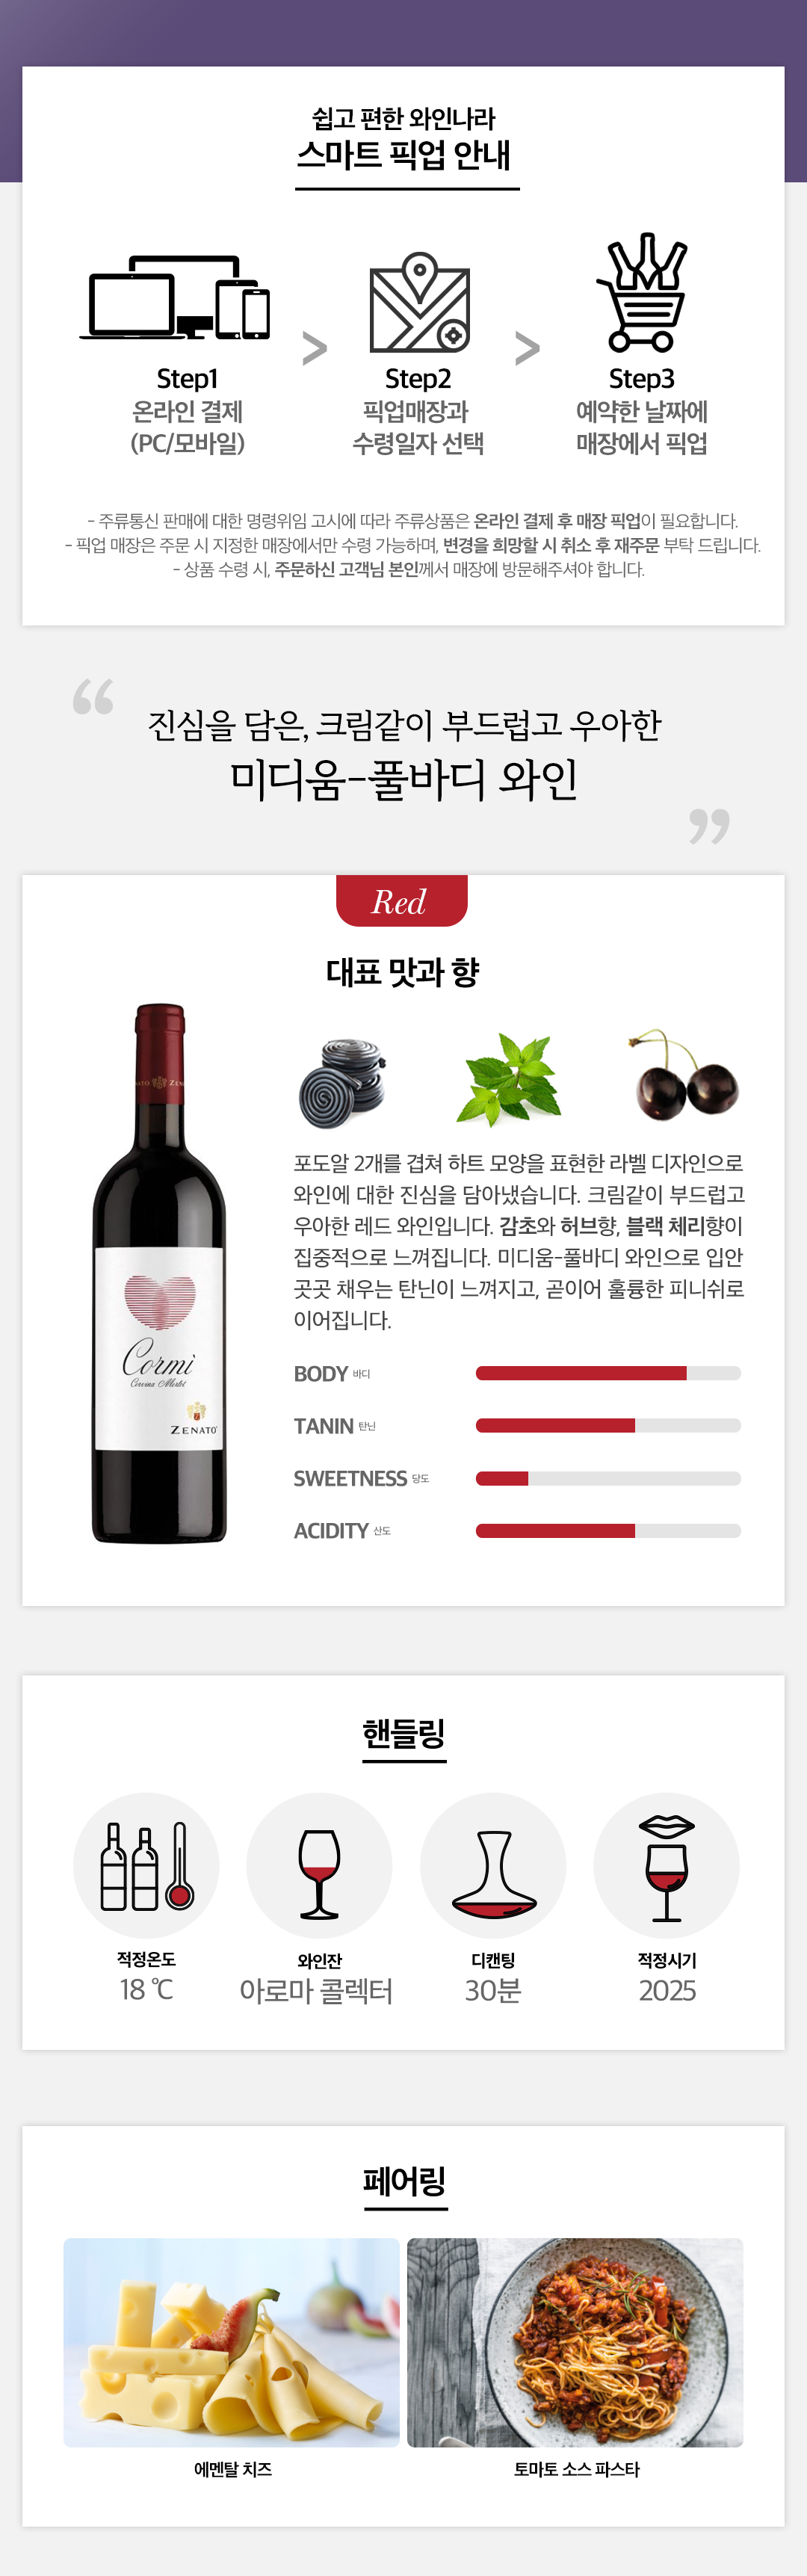 쉽고 편한 와인나라
스마트 픽업 안내
>
>
Step1
Step2
Step3
온라인 결제
픽업매장과
예약한 날짜에
(PC/모바일)
수령일자 선택
매장에서 픽업
- 주류통신 판매에 대한 명령위임 고시에 따라 주류상품은 온라인 결제 후 매장 픽업이 필요합니다.
- 픽업 매장은 주문 시 지정한 매장에서만 수령 가능하며, 변경을 희망할 시 취소 후 재주문 부탁 드립니다.
- 상품 수령 시, 주문하신 고객님 본인께서 매장에 방문해주셔야 합니다.
“
진심을 담은, 크림같이 부드럽고 우아한
미디움-풀바디 와인
”
Red
대표 맛과 향
포도알 2개를 겹쳐 하트 모양을 표현한 라벨 디자인으로
와인에 대한 진심을 담아냈습니다. 크림같이 부드럽고
우아한 레드 와인입니다. 감초와 허브향, 블랙 체리향이
집중적으로 느껴집니다. 미디움-풀바디 와인으로 입안
곳곳 채우는 탄닌이 느껴지고, 곧이어 훌륭한 피니쉬로
이어집니다.
Cormì
Corvina Merlot
ZENATO
BODY 바디
TANIN 탄닌
SWEETNESS 당도
ACIDITY 산도
핸들링
적정온도
와인잔
디캔팅
적정시기
18 ℃
아로마 콜렉터
30분
2025
페어링
에멘탈 치즈
토마토 소스 파스타